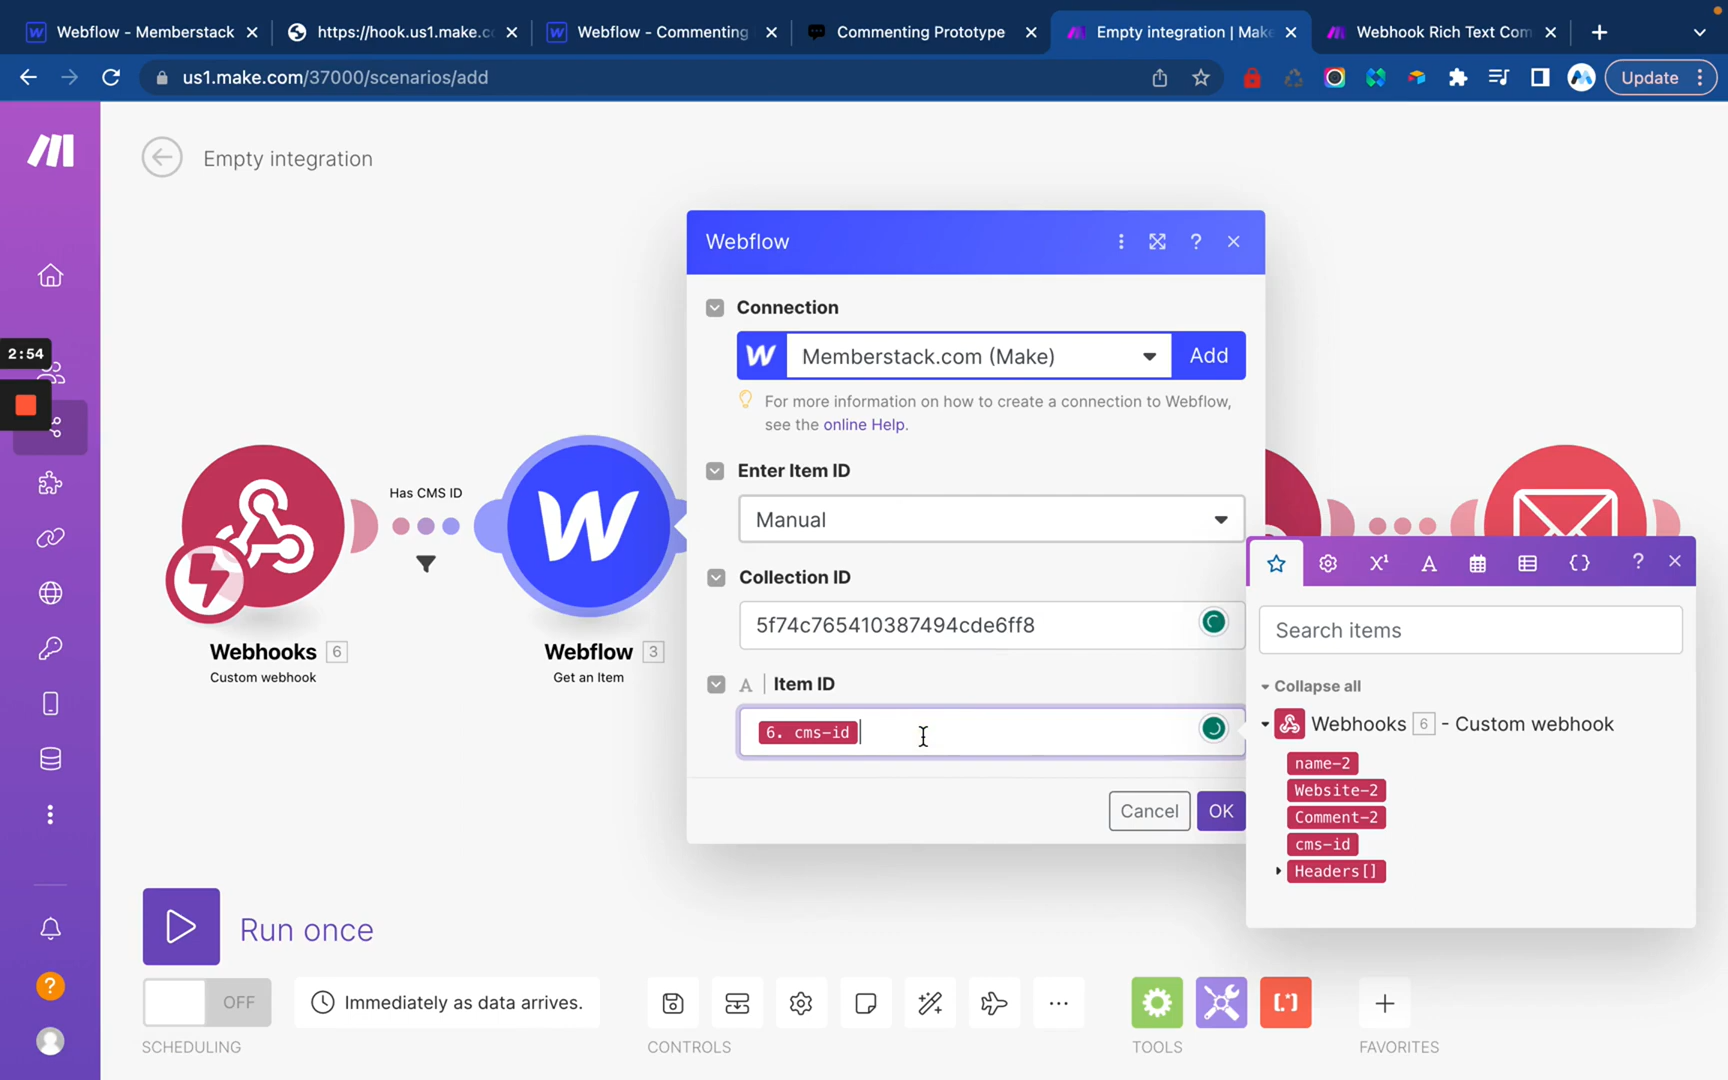 Webflow - Memberstack
https://hook.us1.make.c
Webflow - Commenting
Commenting Prototype
Empty integration | Make
Webhook Rich Text Com
us1.make.com/37000/scenarios/add
Update
Empty integration
2:54
Webflow
Connection
Memberstack.com (Make)
Add
For more information on how to create a connection to Webflow,
see the online Help.
Enter Item ID
Manual
Collection ID
5f74c765410387494cde6ff8
A | Item ID
6. cms-id
Cancel
OK
Has CMS ID
Webhooks 6
Custom webhook
Webflow 3
Get an Item
Search items
Collapse all
Webhooks 6 - Custom webhook
name-2
Website-2
Comment-2
cms-id
Headers[]
Run once
OFF
Immediately as data arrives.
SCHEDULING
CONTROLS
TOOLS
FAVORITES